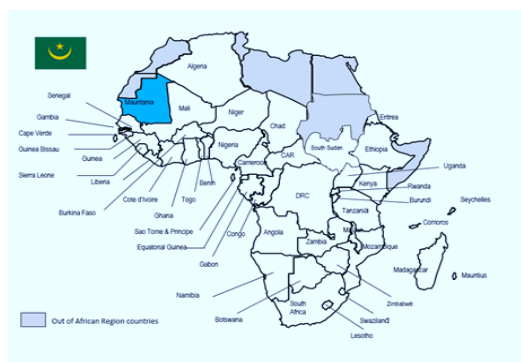 Algeria
Senegal
Mauritania
Mali
Niger
Gambia
Chad
Eritrea
Cape Verde
Guinea Bissau
Nigeria
South Sudan
Ethiopia
Guinea
Cameroon
CAR
Uganda
Sierra Leone
Liberia
Benin
Kenya
Rwanda
Burkina Faso
Cote d'Ivoire
Togo
DRC
Burundi
Seychelles
Ghana
Tanzania
Sao Tome & Principe
Congo
Angola
Comoros
Equatorial Guinea
Zambia
Mozambique
Gabon
Madagascar
Mauritius
Namibia
Zimbabwe
Botswana
South
Africa
Swaziland
Lesotho
Out of African Region countries